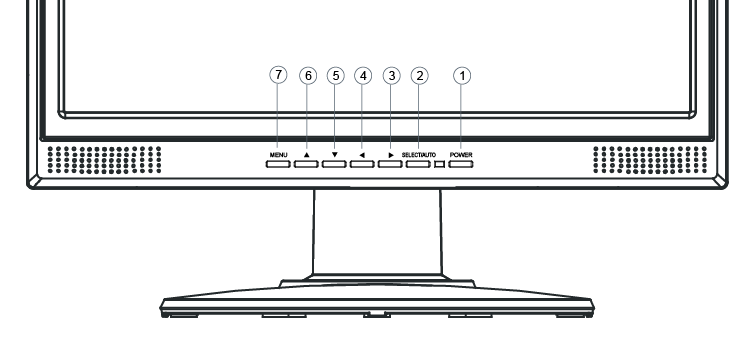 7 6 5 4 3 2 1
MENU ▲ ▼ ◀ ▶ SELECT/AUTO POWER